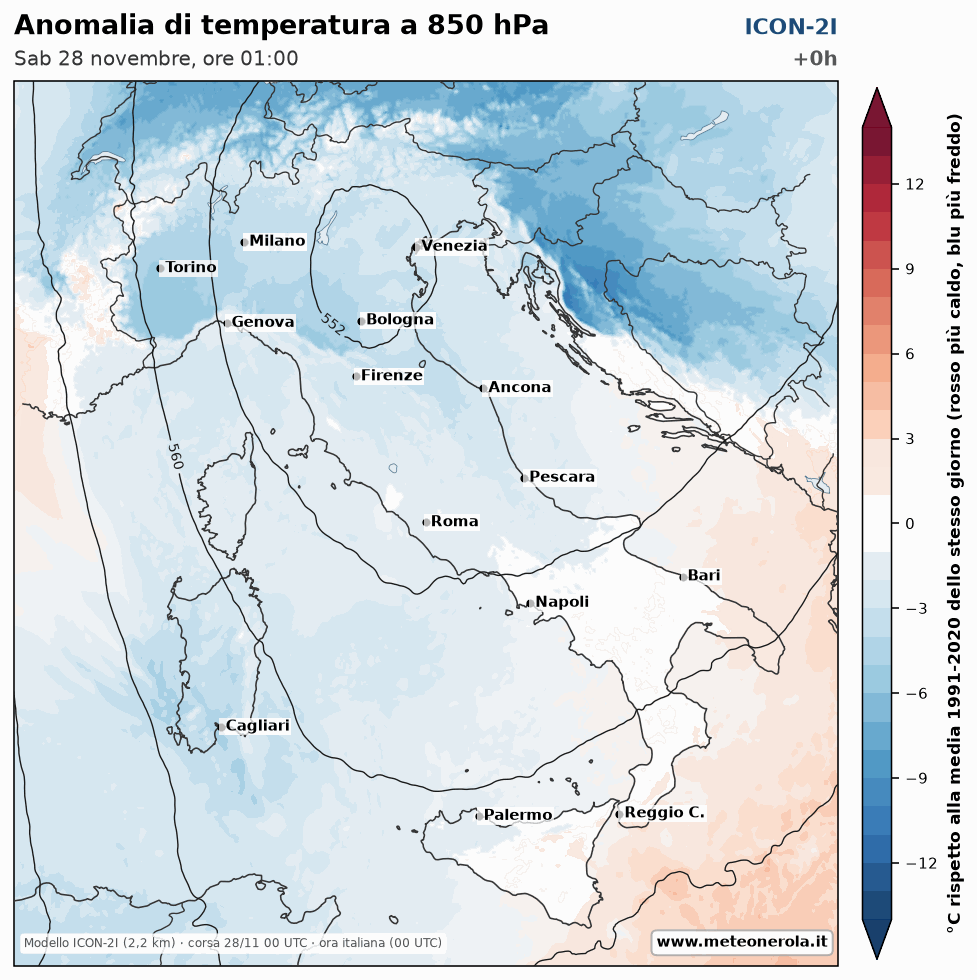 Anomalia di temperatura a 850 hPa
ICON-2I
Sab 28 novembre, ore 01:00
+0h
Milano
Venezia
Torino
Genova
552
Bologna
Firenze
Ancona
560
Pescara
Roma
Bari
Napoli
Cagliari
Palermo
Reggio C.
Modello ICON-2I (2,2 km) · corsa 28/11 00 UTC · ora italiana (00 UTC)
www.meteonerola.it
12
9
6
3
0
−3
−6
−9
−12
°C rispetto alla media 1991-2020 dello stesso giorno (rosso più caldo, blu più freddo)